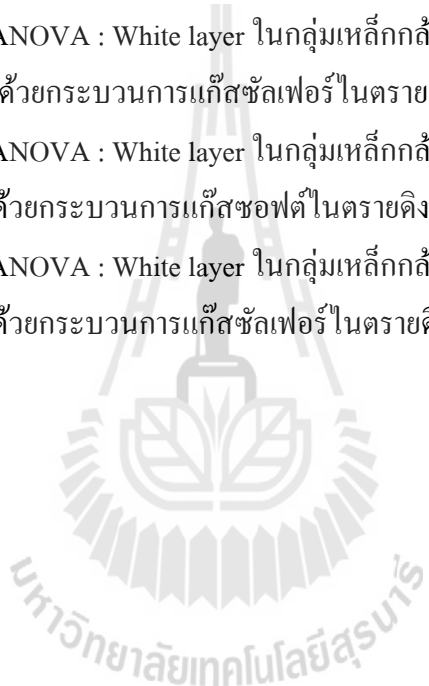 ANOVA : White layer ในกลุ่มเหล็กกล้
ด้วยกระบวนการแก๊สซัลเฟอร์ไนตราย
ANOVA : White layer ในกลุ่มเหล็กกล้
ด้วยกระบวนการแก๊สซอฟต์ไนตรายดิง
ANOVA : White layer ในกลุ่มเหล็กกล้
ด้วยกระบวนการแก๊สซัลเฟอร์ไนตรายดิ
มหาวิทยาลัยเทคโนโลยีสุรนารี